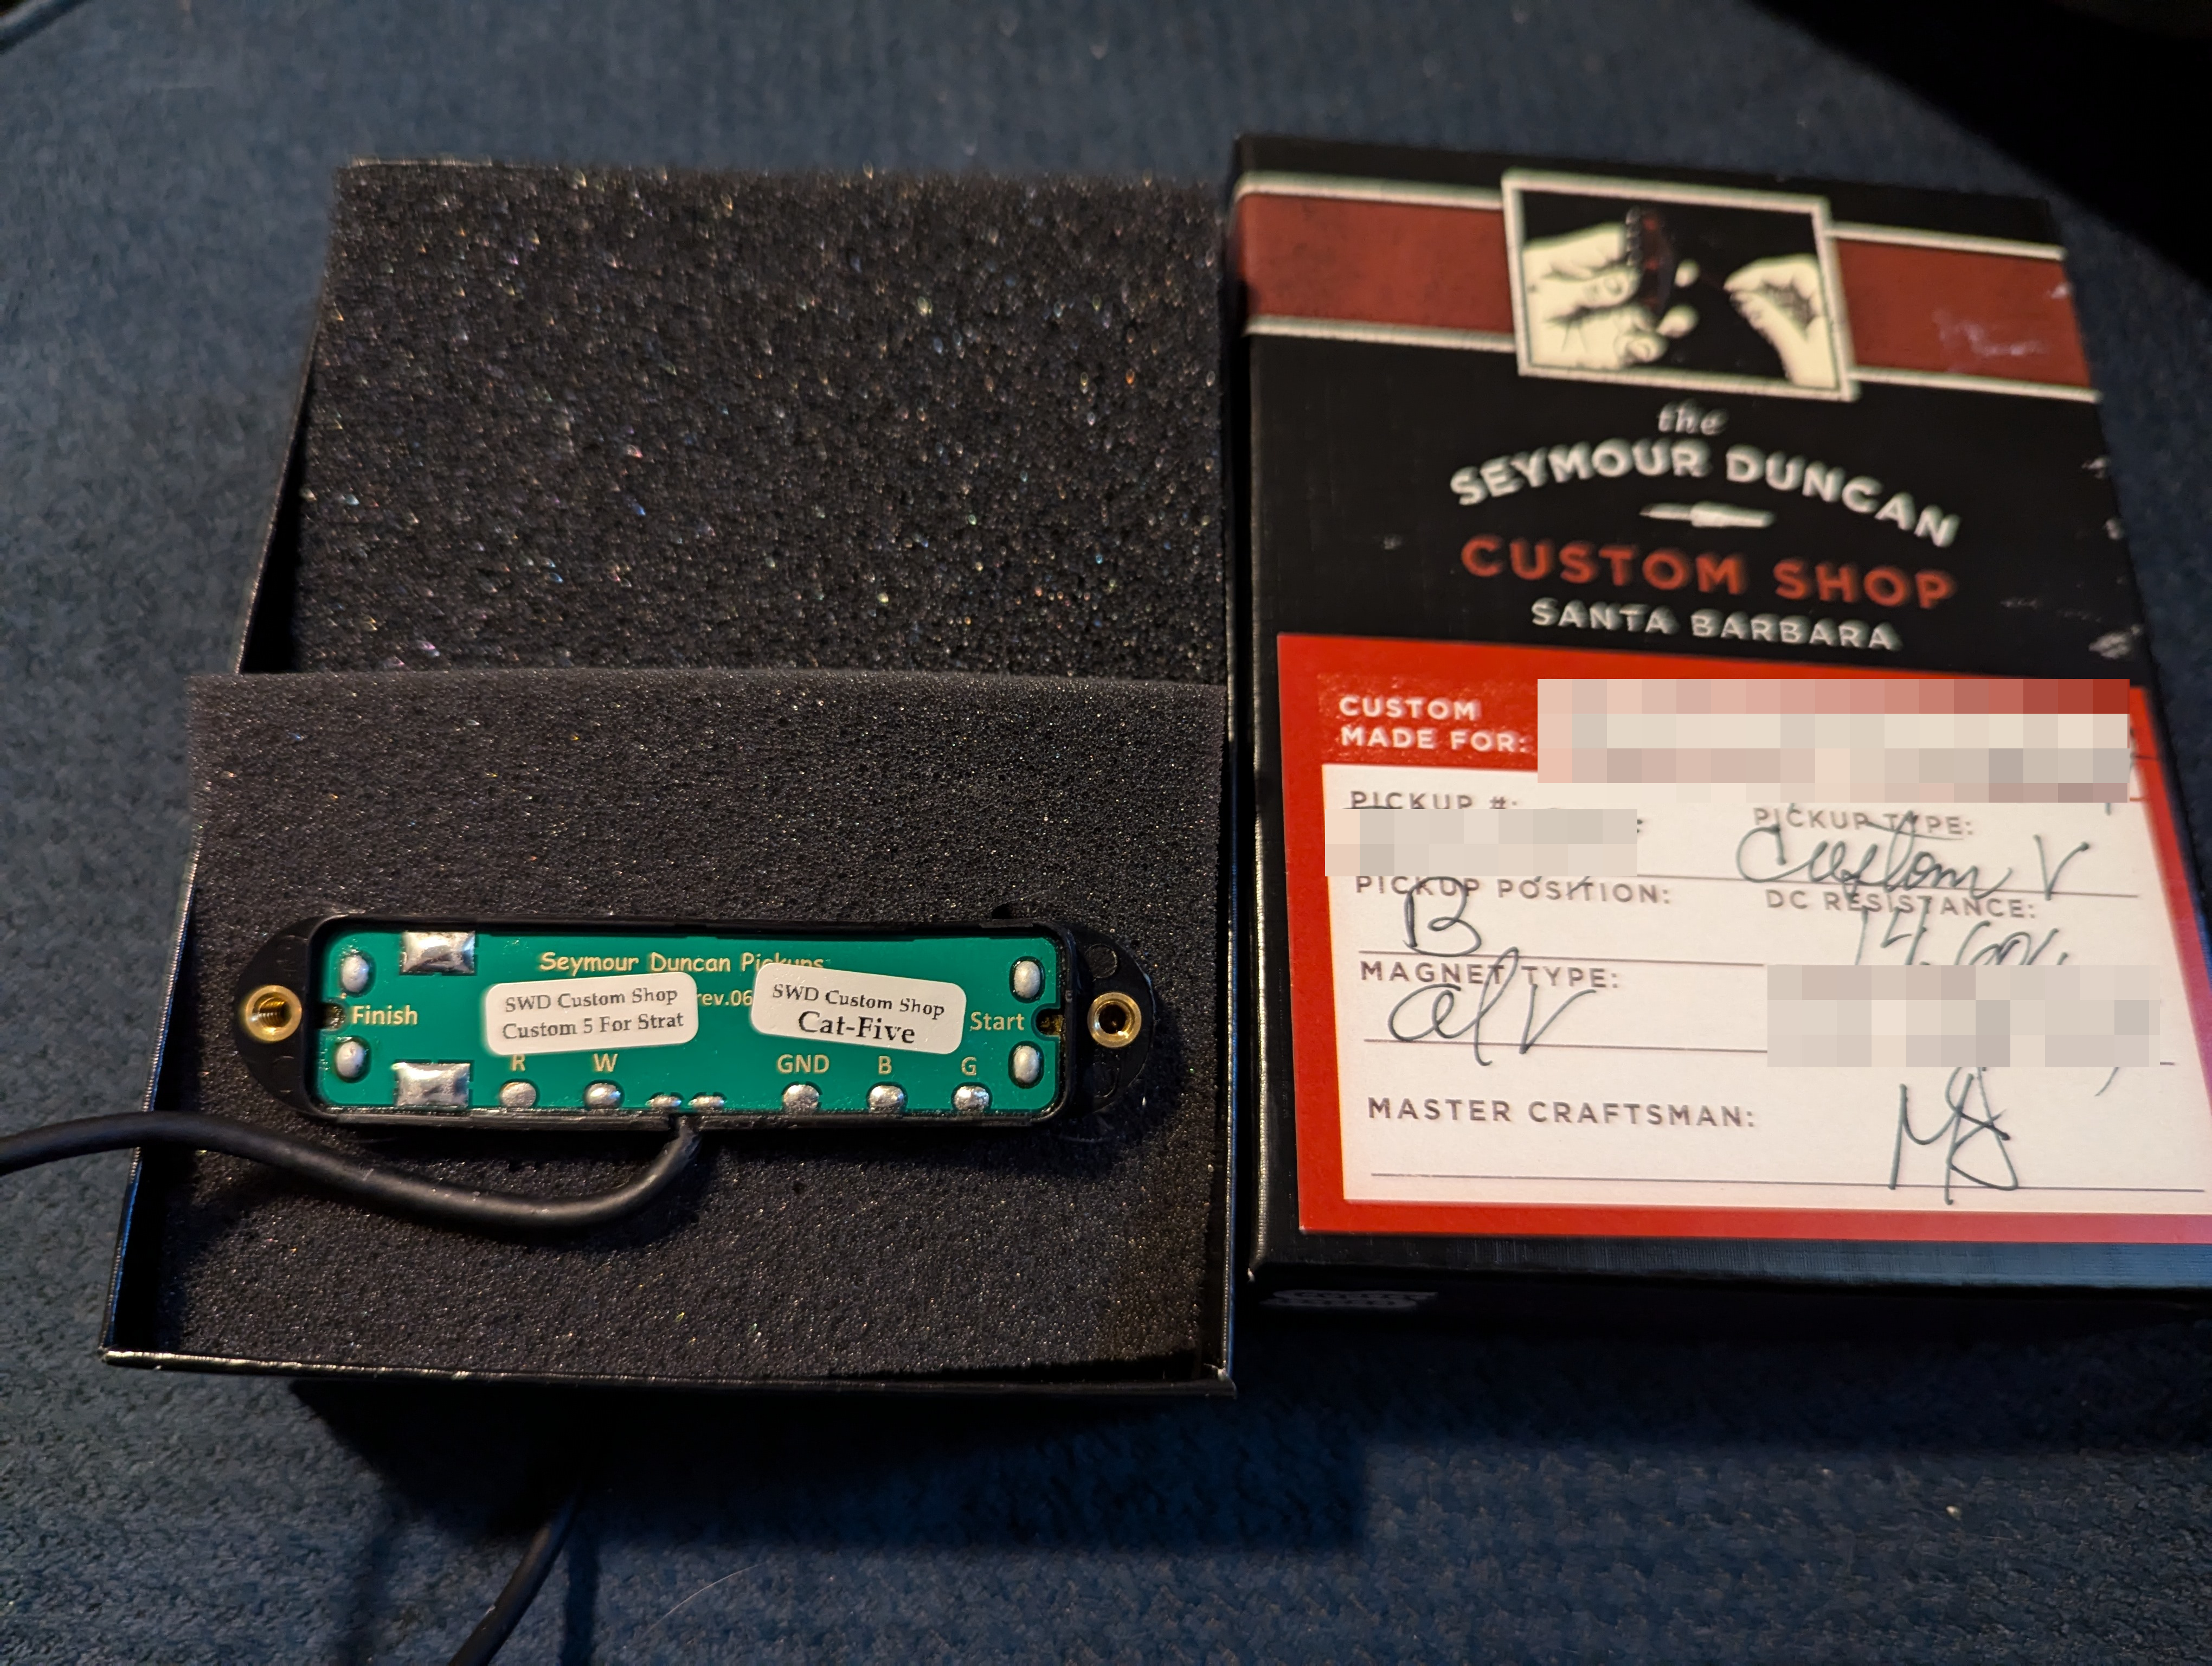 Seymour Duncan Pickups
rev.06
SWD Custom Shop
Custom 5 For Strat
SWD Custom Shop
Cat-Five
Finish
Start
R W GND B G
the
SEYMOUR DUNCAN
CUSTOM SHOP
SANTA BARBARA
CUSTOM
MADE FOR:
PICKUP #:
PICKUP TYPE:
Custom V
PICKUP POSITION:
B
DC RESISTANCE:
MAGNET TYPE:
al V
MASTER CRAFTSMAN: